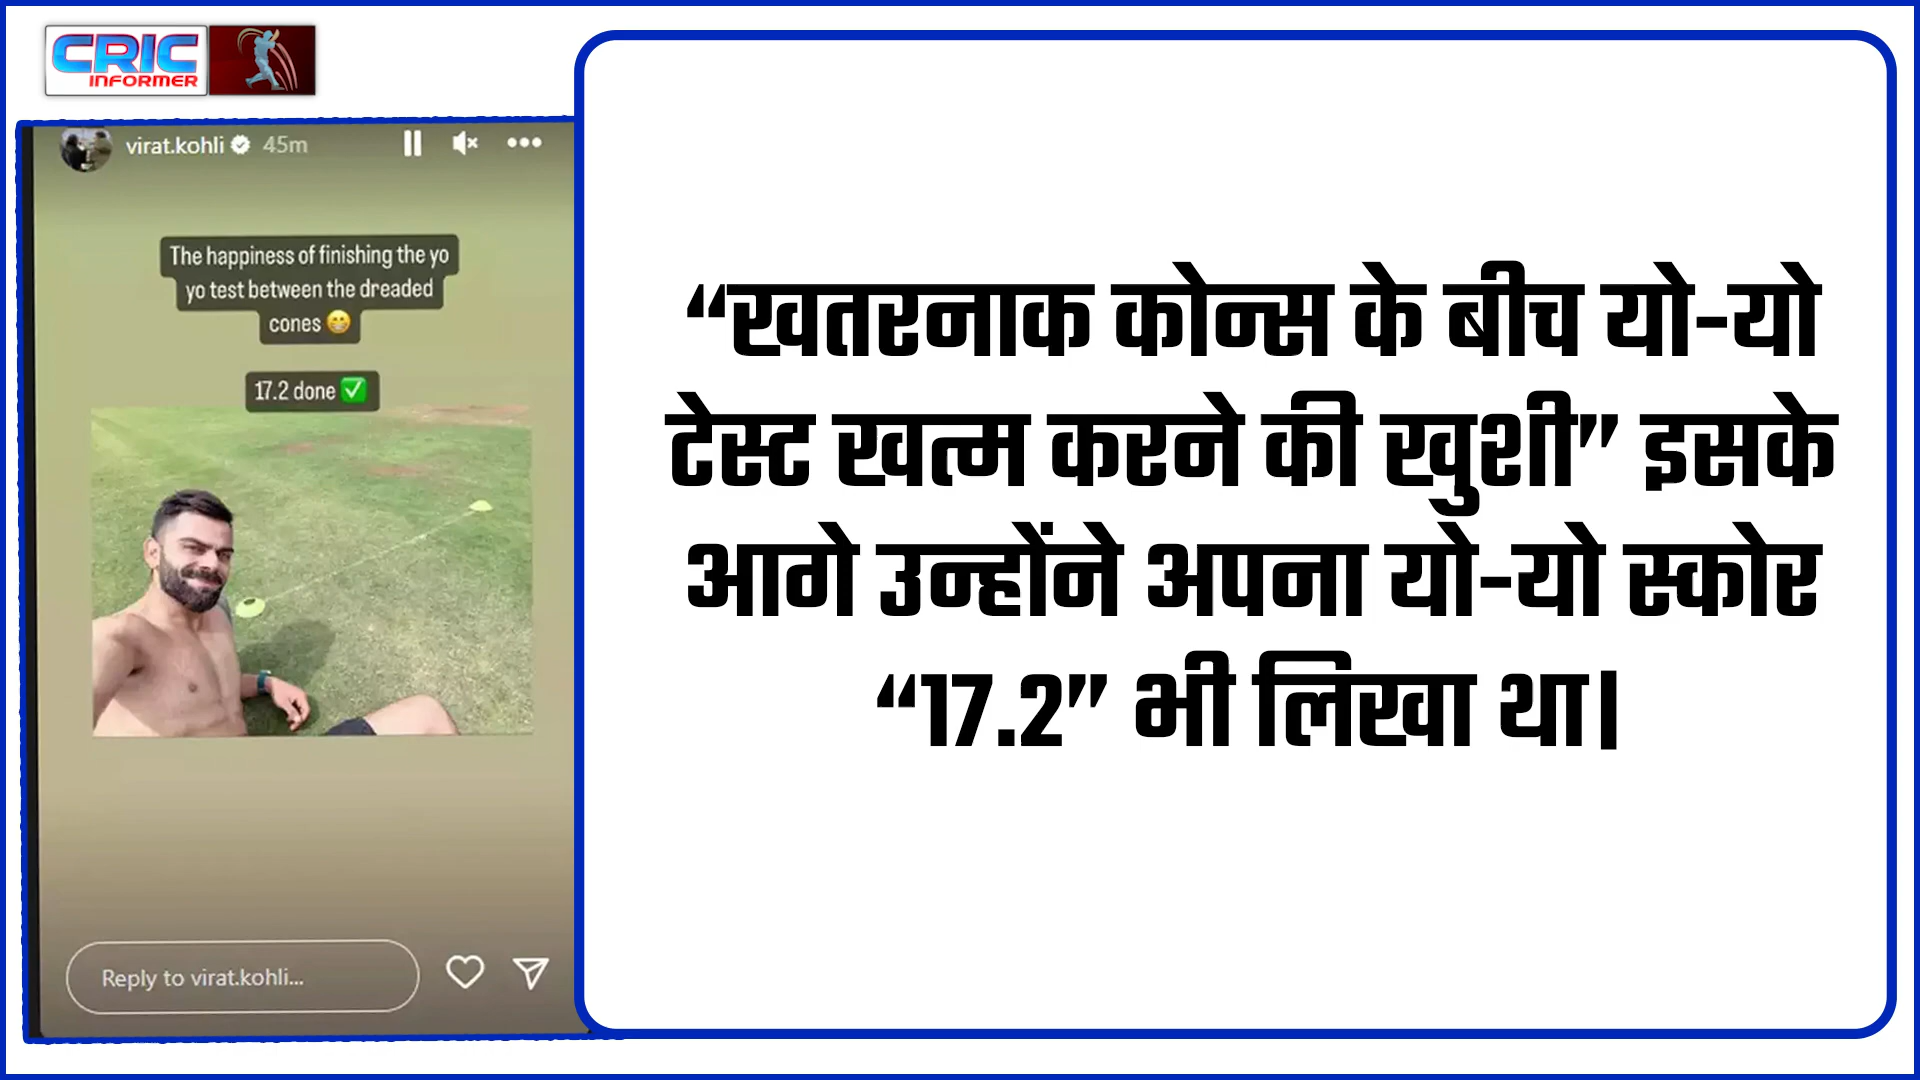 CRIC
INFORMER
virat.kohli 45m
The happiness of finishing the yo
yo test between the dreaded
cones 😁
17.2 done ✅
Reply to virat.kohli...
“खतरनाक कोन्स के बीच यो-यो
टेस्ट खत्म करने की खुशी” इसके
आगे उन्होंने अपना यो-यो स्कोर
“17.2” भी लिखा था।